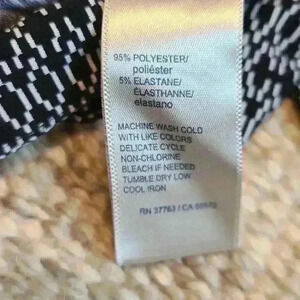 95% POLYESTER/
poliéster
5% ELASTANE/
ÉLASTHANNE/
elastano
MACHINE WASH COLD
WITH LIKE COLORS
DELICATE CYCLE
NON-CHLORINE
BLEACH IF NEEDED
TUMBLE DRY LOW
COOL IRON
RN 37763 / CA